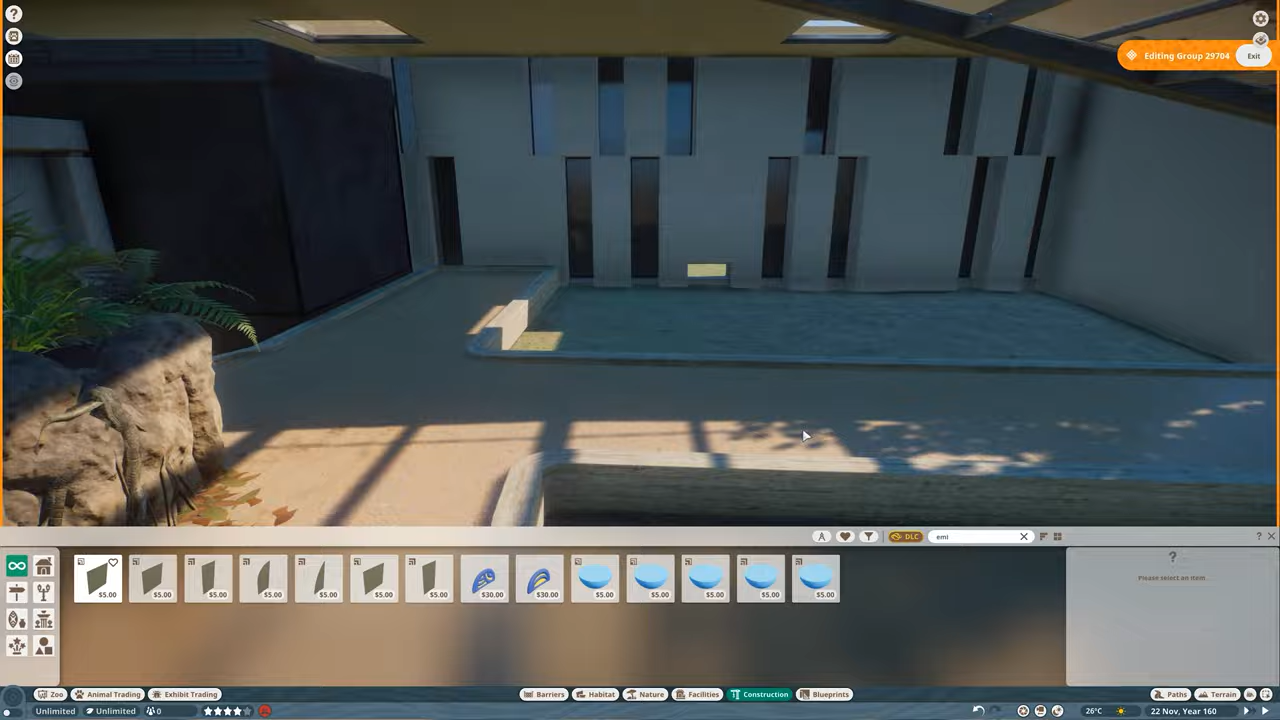 ?
Editing Group 29704 Exit
DLC emi ?
$5.00 $5.00 $5.00 $5.00 $5.00 $5.00 $5.00 $30.00 $30.00 $5.00 $5.00 $5.00 $5.00 $5.00
?
Please select an item.
Zoo Animal Trading Exhibit Trading Barriers Habitat Nature Facilities Construction Blueprints Paths Terrain
Unlimited Unlimited 0 26°C 22 Nov, Year 160